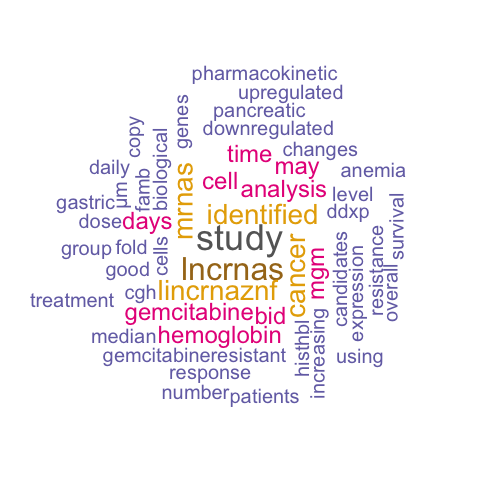 pharmacokinetic
upregulated
pancreatic
downregulated
genes
copy
biological
time
changes
may
anemia
daily
µm
famb
mrnas
cell
analysis
level
gastric
identified
ddxp
survival
dose
days
study
group
fold
cells
cancer
mgm
candidates
expression
resistance
overall
good
lncrnas
treatment
cgh
lincrnaznf
gemcitabine
bid
median
hemoglobin
histhbl
increasing
gemcitabineresistant
using
response
number
patients